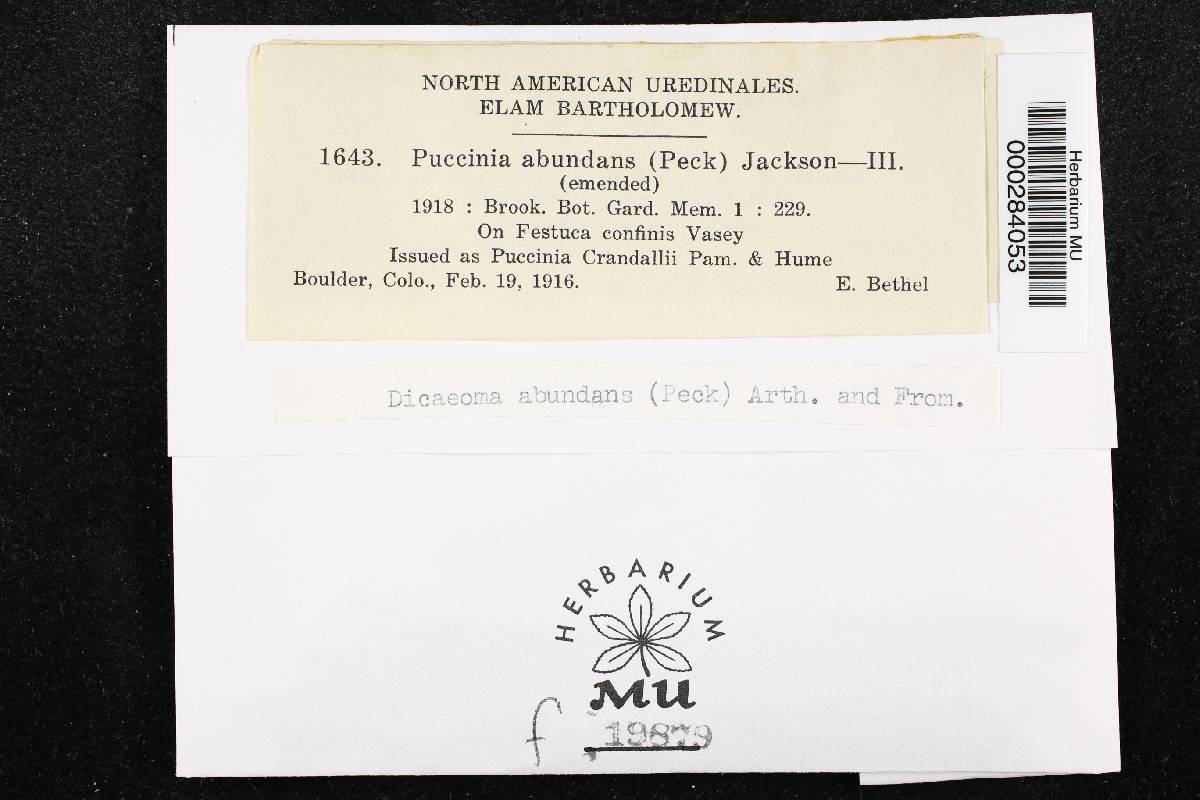 NORTH AMERICAN UREDINALES.
ELAM BARTHOLOMEW.
1643. Puccinia abundans (Peck) Jackson—III.
(emended)
1918 : Brook. Bot. Gard. Mem. 1 : 229.
On Festuca confinis Vasey
Issued as Puccinia Crandallii Pam. & Hume
Boulder, Colo., Feb. 19, 1916. E. Bethel
Herbarium MU
000284053
Dicaeoma abundans (Peck) Arth. and From.
HERBARIUM
MU
f 19879